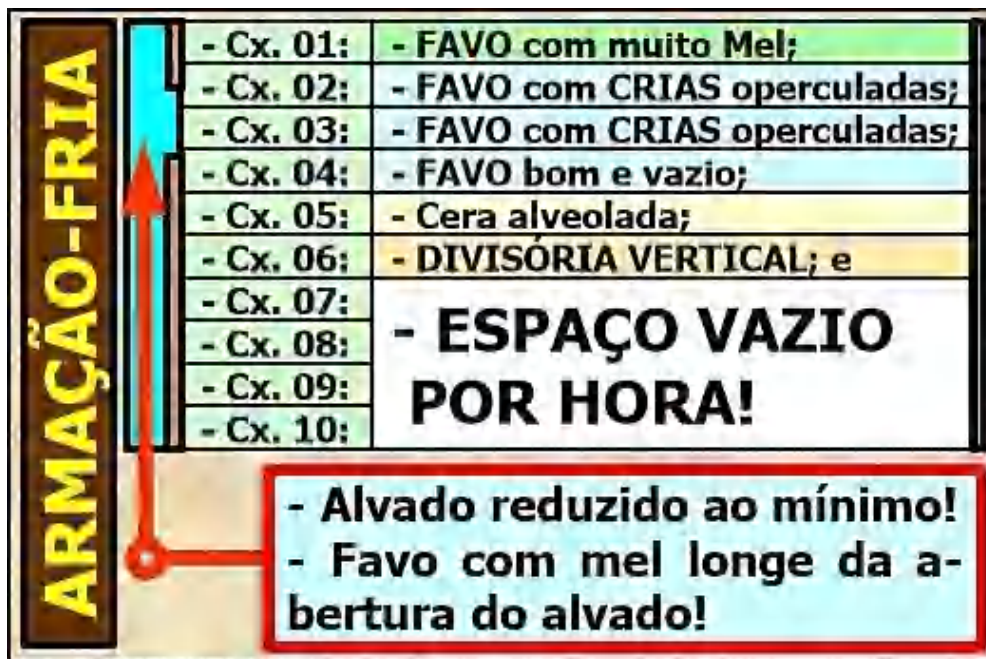 ARMAÇÃO-FRIA
- Cx. 01: - FAVO com muito Mel;
- Cx. 02: - FAVO com CRIAS operculadas;
- Cx. 03: - FAVO com CRIAS operculadas;
- Cx. 04: - FAVO bom e vazio;
- Cx. 05: - Cera alveolada;
- Cx. 06: - DIVISÓRIA VERTICAL; e
- Cx. 07:
- Cx. 08:
- Cx. 09:
- Cx. 10:
- ESPAÇO VAZIO
POR HORA!
- Alvado reduzido ao mínimo!
- Favo com mel longe da a-
bertura do alvado!